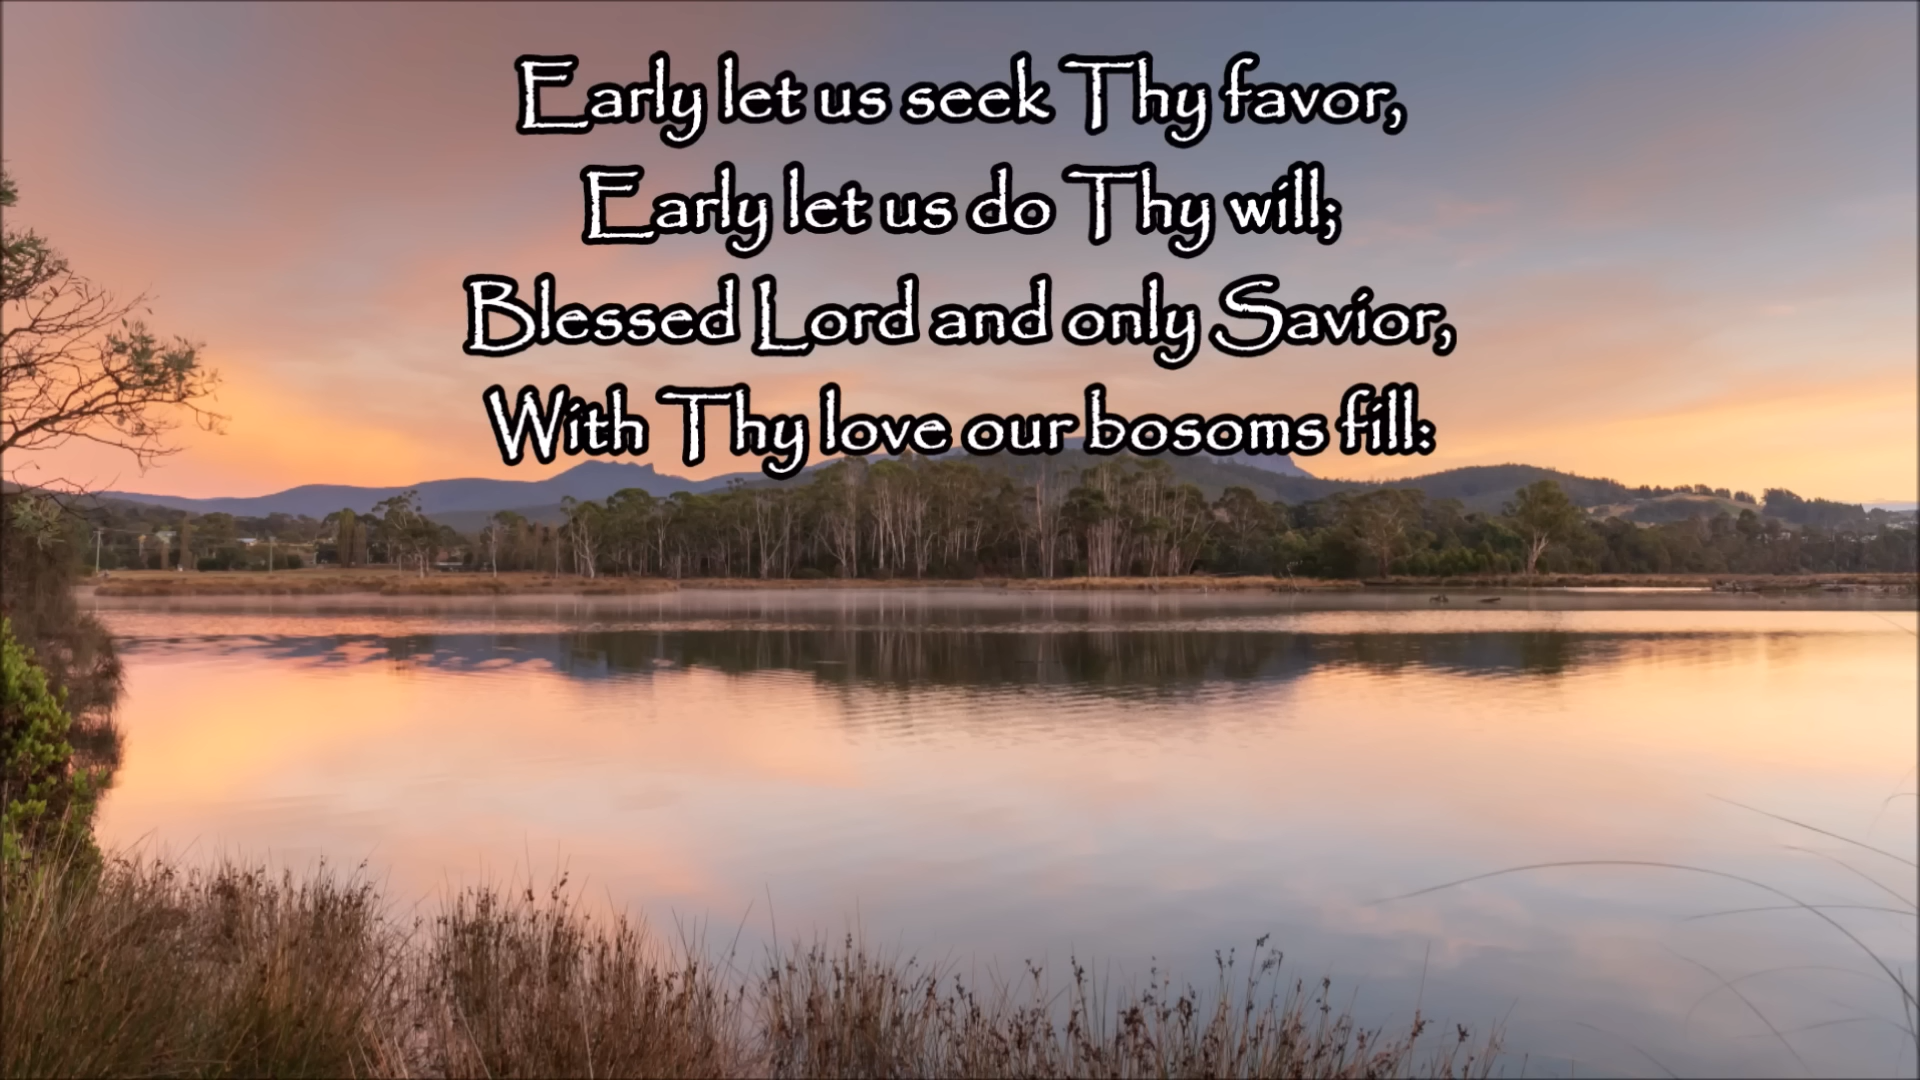 Early let us seek Thy favor,
Early let us do Thy will;
Blessed Lord and only Savior,
With Thy love our bosoms fill: